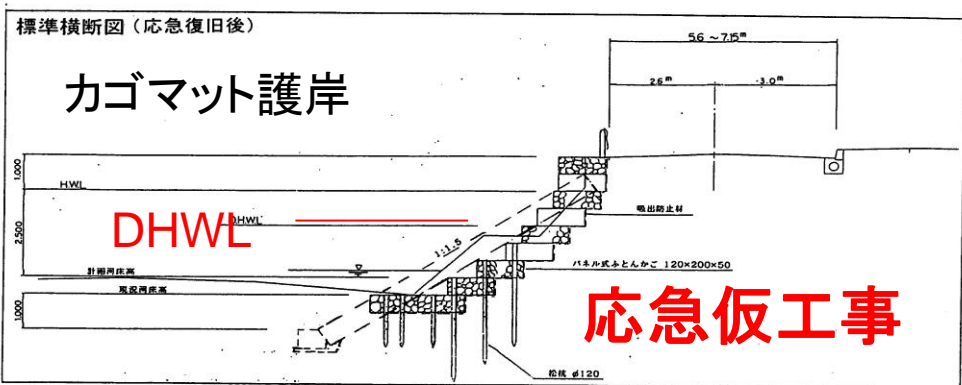 標準横断図(応急復旧後)
5.6 ~ 7.15m
2.6m
3.0m
カゴマット護岸
1,000
H.W.L
DHWL
DHWL
2,500
1:1.5
吸出防止材
計画河床高
パネル式ふとんかご 120×200×50
現況河床高
1,000
応急仮工事
松杭 φ120